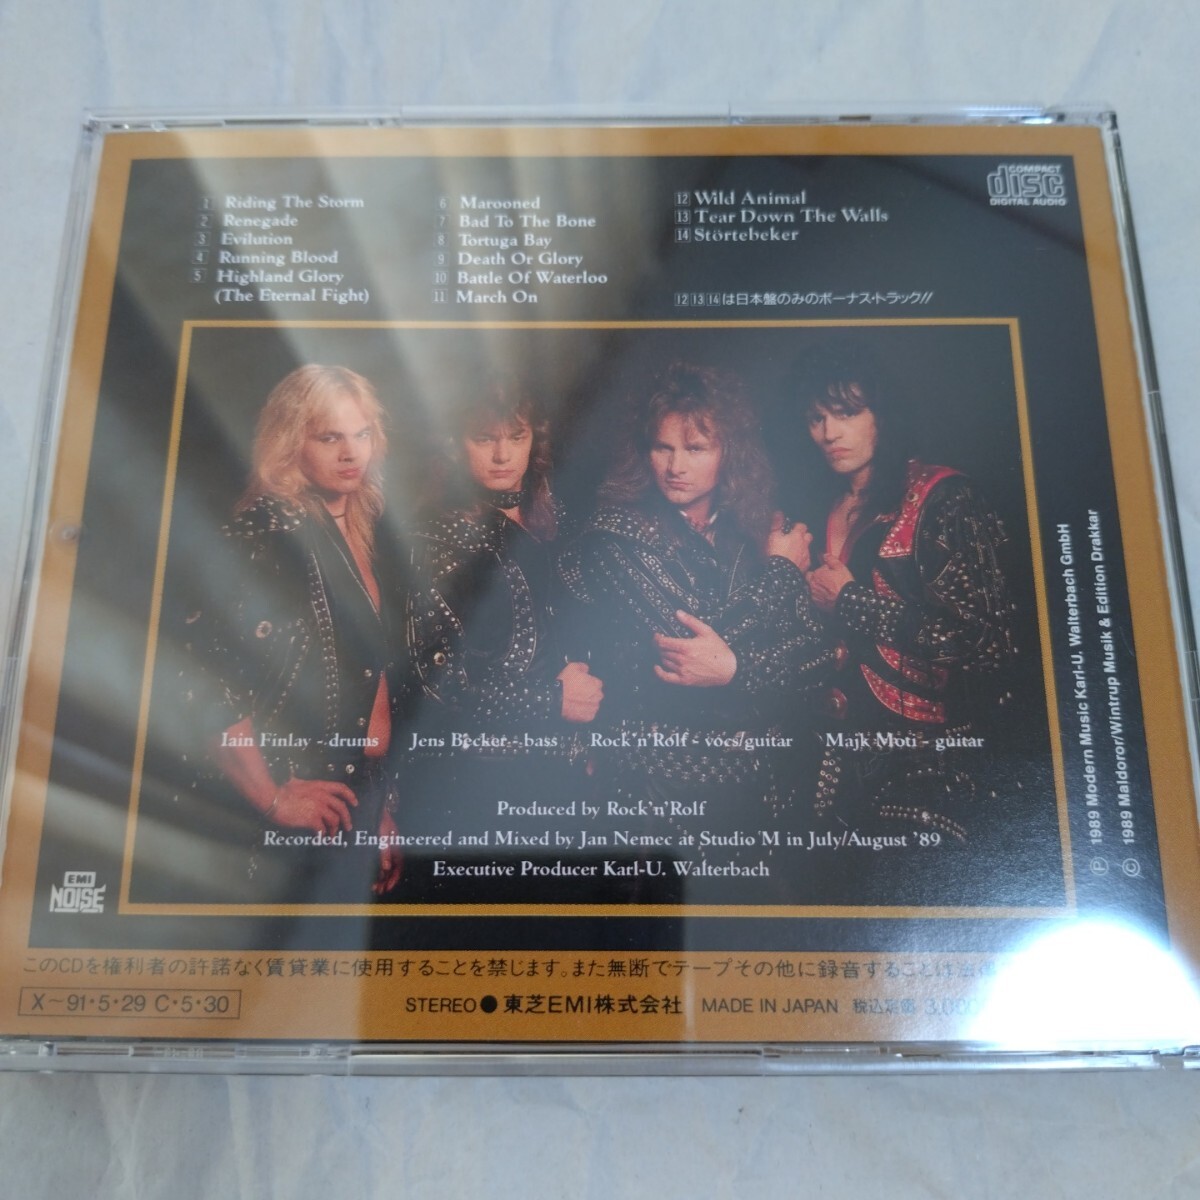 1 Riding The Storm
2 Renegade
3 Evilution
4 Running Blood
5 Highland Glory
(The Eternal Fight)
6 Marooned
7 Bad To The Bone
8 Tortuga Bay
9 Death Or Glory
10 Battle Of Waterloo
11 March On
12 Wild Animal
13 Tear Down The Walls
14 Störtebeker
12 13 14は日本盤のみのボーナス・トラック!!
COMPACT
disc
DIGITAL AUDIO
Iain Finlay - drums
Jens Becker - bass
Rock'n'Rolf - vocs/guitar
Majk Moti - guitar
Produced by Rock'n'Rolf
Recorded, Engineered and Mixed by Jan Nemec at Studio M in July/August '89
Executive Producer Karl-U. Walterbach
℗ 1989 Modern Music Karl-U. Walterbach GmbH
© 1989 Maldoror/Wintrup Musik & Edition Drakkar
EMI
NOISE
このCDを権利者の許諾なく賃貸業に使用することを禁じます。また無断でテープその他に録音することは法律
X〜91・5・29 C・5・30
STEREO ● 東芝EMI株式会社 MADE IN JAPAN 税込定価